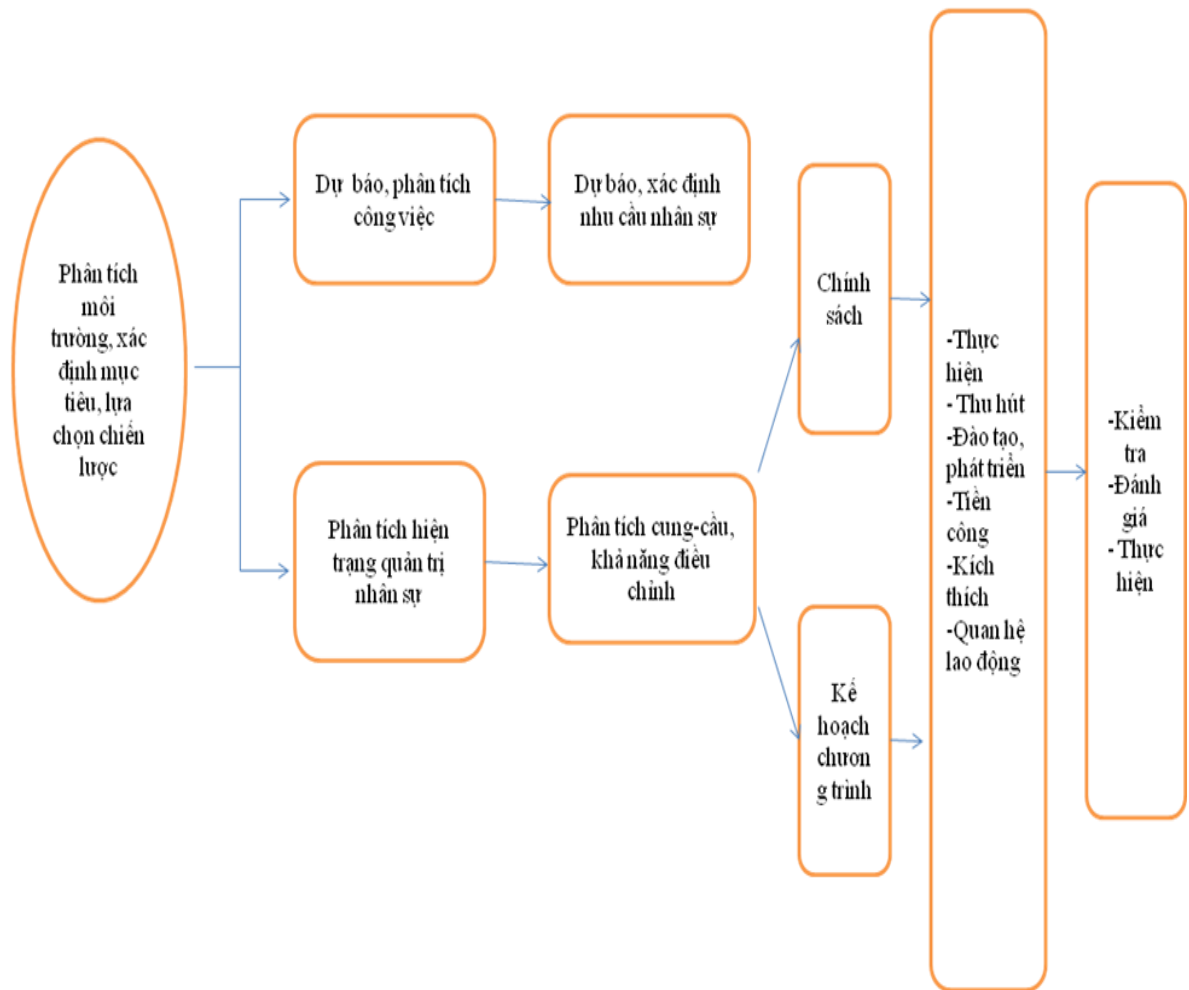 Phân tích
môi
trường, xác
định mục
tiêu, lựa
chọn chiến
lược
Dự báo, phân tích
công việc
Dự báo, xác định
nhu cầu nhân sự
Phân tích hiện
trạng quản trị
nhân sự
Phân tích cung-cầu,
khả năng điều
chỉnh
Chính
sách
Kế
hoạch
chươn
g trình
-Thực
hiện
- Thu hút
-Đào tạo,
phát triển
-Tiền
công
-Kích
thích
-Quan hệ
lao động
-Kiểm
tra
-Đánh
giá
- Thực
hiện